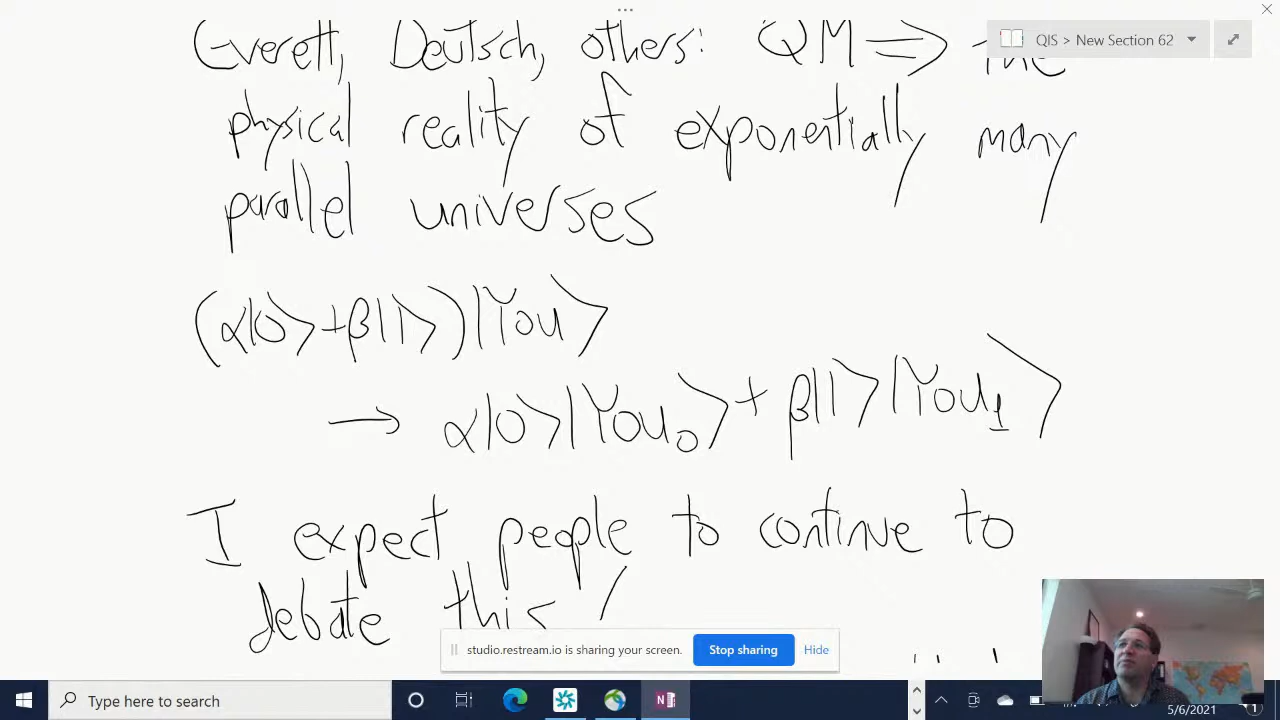 Everett, Deutsch, others: QM ⟹ the
QIS > New Section 62
physical reality of exponentially many
parallel universes
(α|0>+β|1>)|You>
→ α|0>|You₀> + β|1>|You₁>
I expect people to continue to
debate this!
studio.restream.io is sharing your screen. Stop sharing Hide
Type here to search
5/6/2021